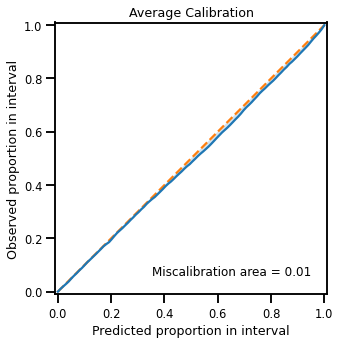 Average Calibration
Observed proportion in interval
1.0
0.8
0.6
0.4
0.2
0.0
Miscalibration area = 0.01
0.0 0.2 0.4 0.6 0.8 1.0
Predicted proportion in interval